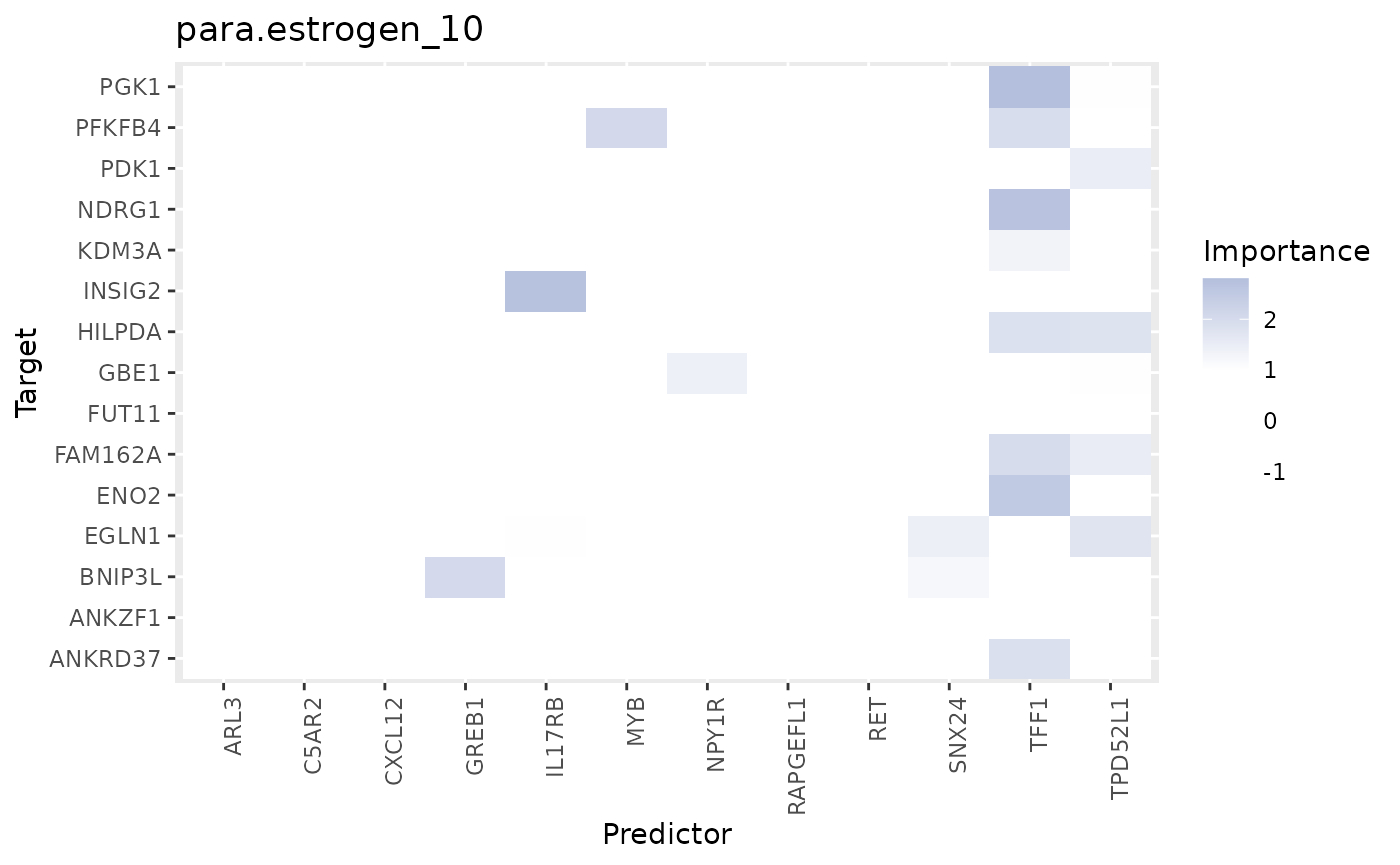 para.estrogen_10
PGK1
PFKFB4
PDK1
NDRG1
KDM3A
INSIG2
HILPDA
GBE1
FUT11
FAM162A
ENO2
EGLN1
BNIP3L
ANKZF1
ANKRD37
Target
ARL3
C5AR2
CXCL12
GREB1
IL17RB
MYB
NPY1R
RAPGEFL1
RET
SNX24
TFF1
TPD52L1
Predictor
Importance
2
1
0
-1